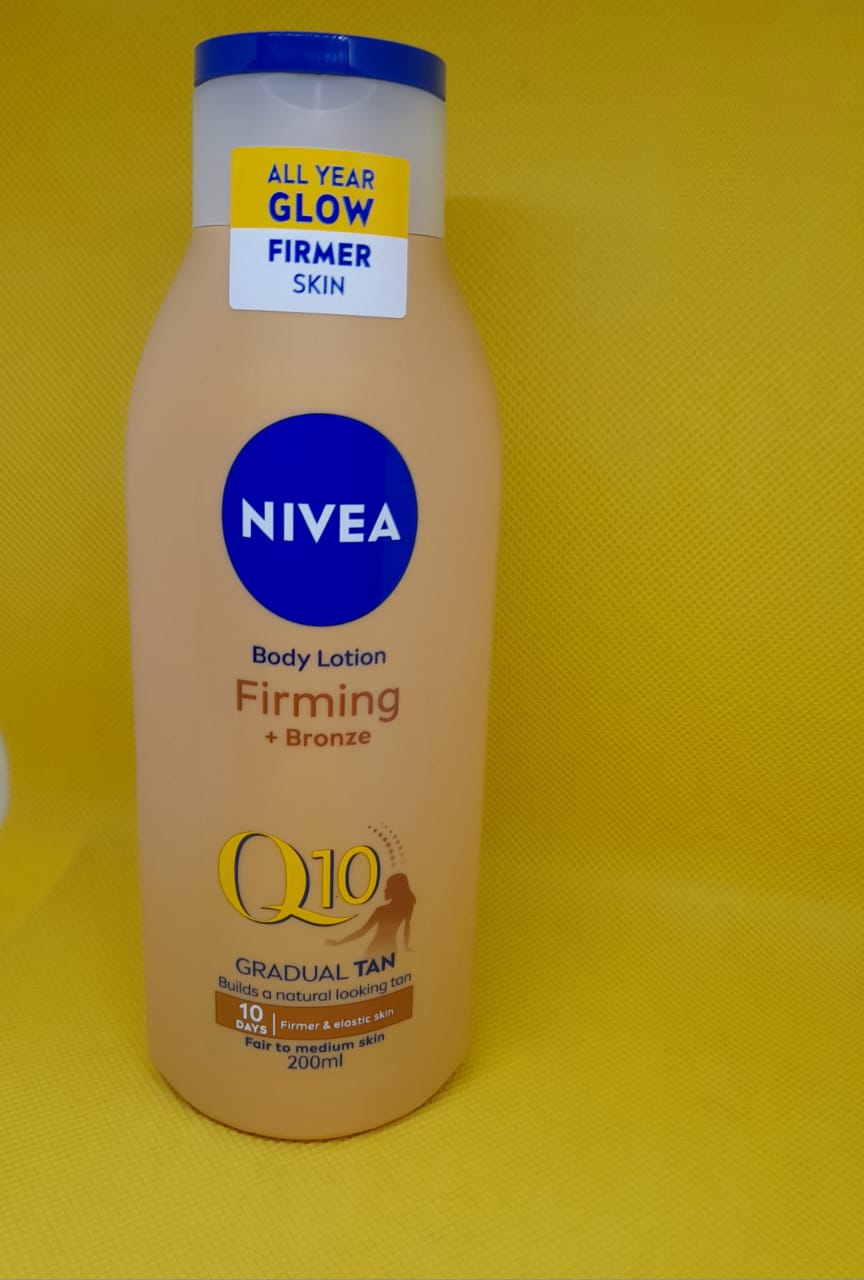 ALL YEAR
GLOW
FIRMER
SKIN
NIVEA
Body Lotion
Firming
+ Bronze
Q10
GRADUAL TAN
Builds a natural looking tan
10
DAYS
Firmer & elastic skin
Fair to medium skin
200ml